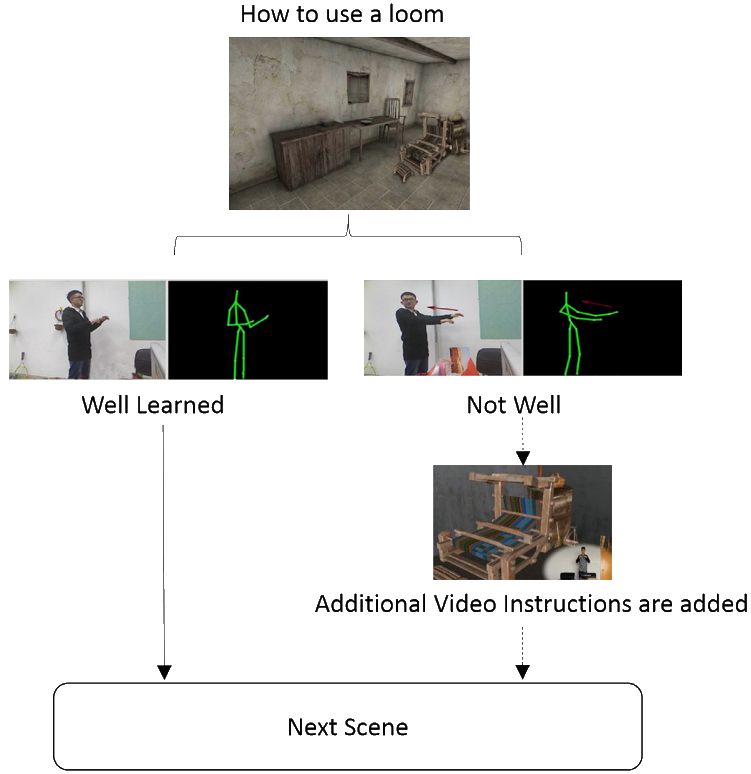 How to use a loom
Well Learned
Not Well
Additional Video Instructions are added
Next Scene